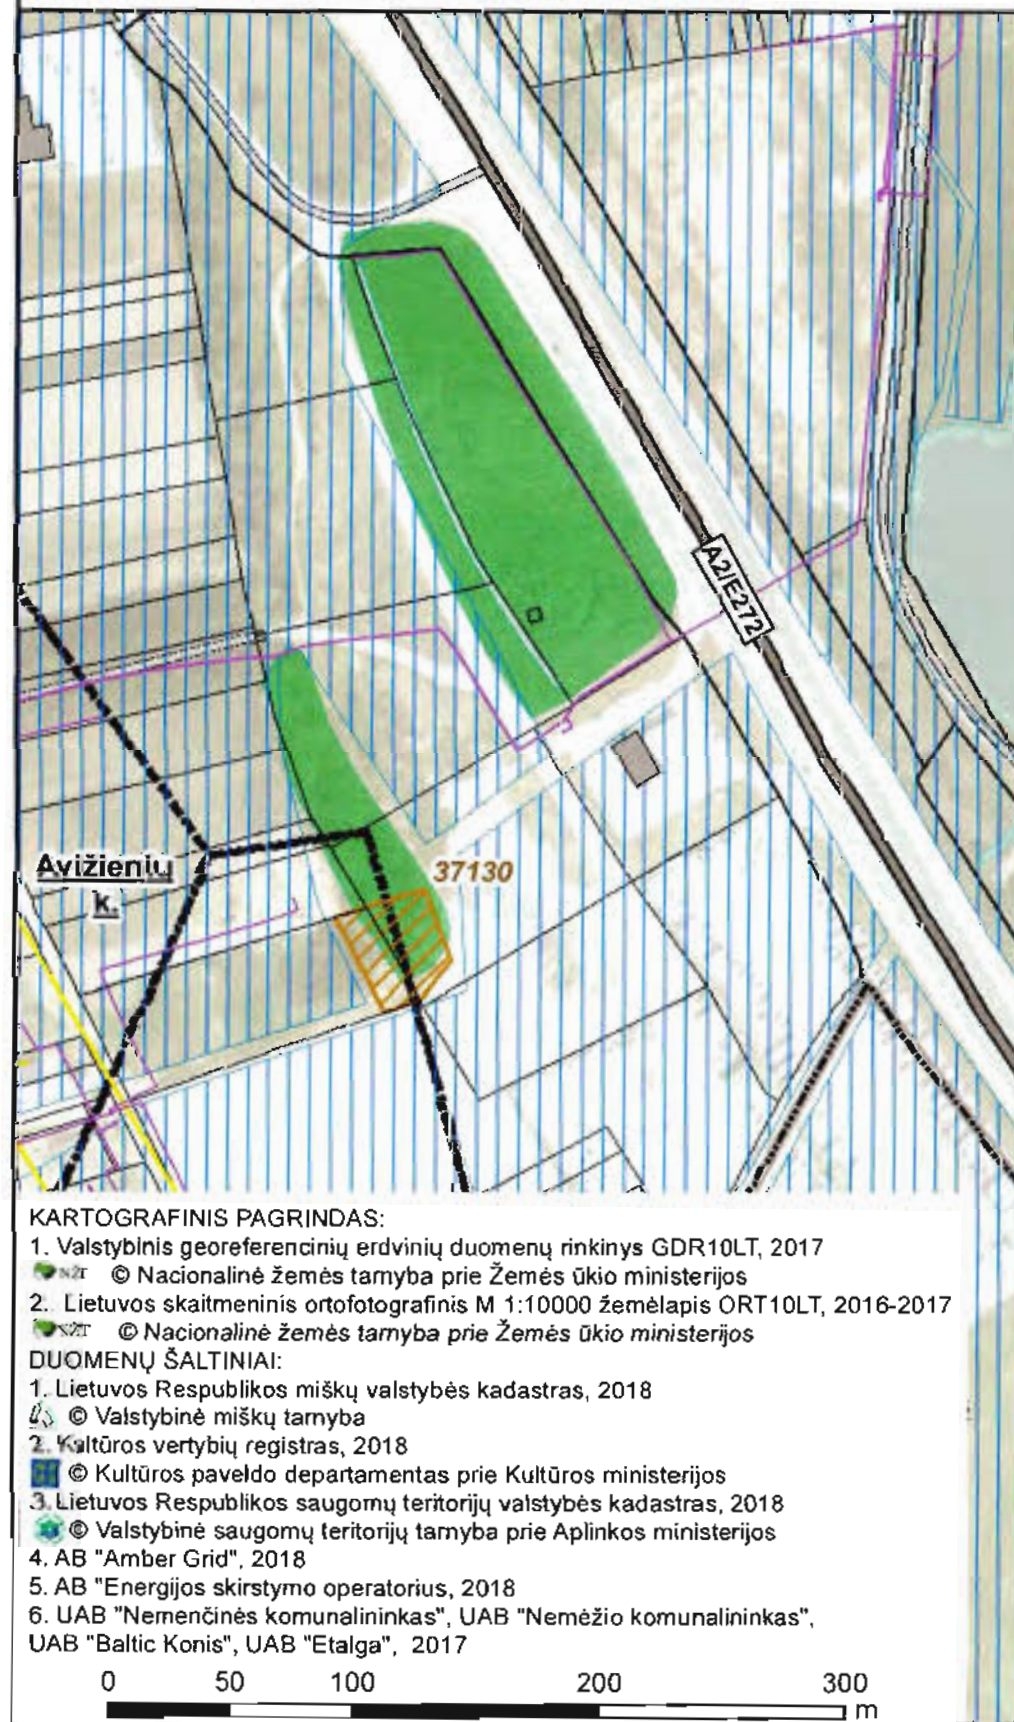 A2/E272
37130
Avižienių
k.
KARTOGRAFINIS PAGRINDAS:
1. Valstybinis georeferencinių erdvinių duomenų rinkinys GDR10LT, 2017
NŽT © Nacionalinė žemės tarnyba prie Žemės ūkio ministerijos
2. Lietuvos skaitmeninis ortofotografinis M 1:10000 žemėlapis ORT10LT, 2016-2017
NŽT © Nacionalinė žemės tarnyba prie Žemės ūkio ministerijos
DUOMENŲ ŠALTINIAI:
1. Lietuvos Respublikos miškų valstybės kadastras, 2018
© Valstybinė miškų tarnyba
2. Kultūros vertybių registras, 2018
© Kultūros paveldo departamentas prie Kultūros ministerijos
3. Lietuvos Respublikos saugomų teritorijų valstybės kadastras, 2018
© Valstybinė saugomų teritorijų tarnyba prie Aplinkos ministerijos
4. AB "Amber Grid", 2018
5. AB "Energijos skirstymo operatorius, 2018
6. UAB "Nemenčinės komunalininkas", UAB "Nemėžio komunalininkas",
UAB "Baltic Konis", UAB "Etalga", 2017
0 50 100 200 300
m